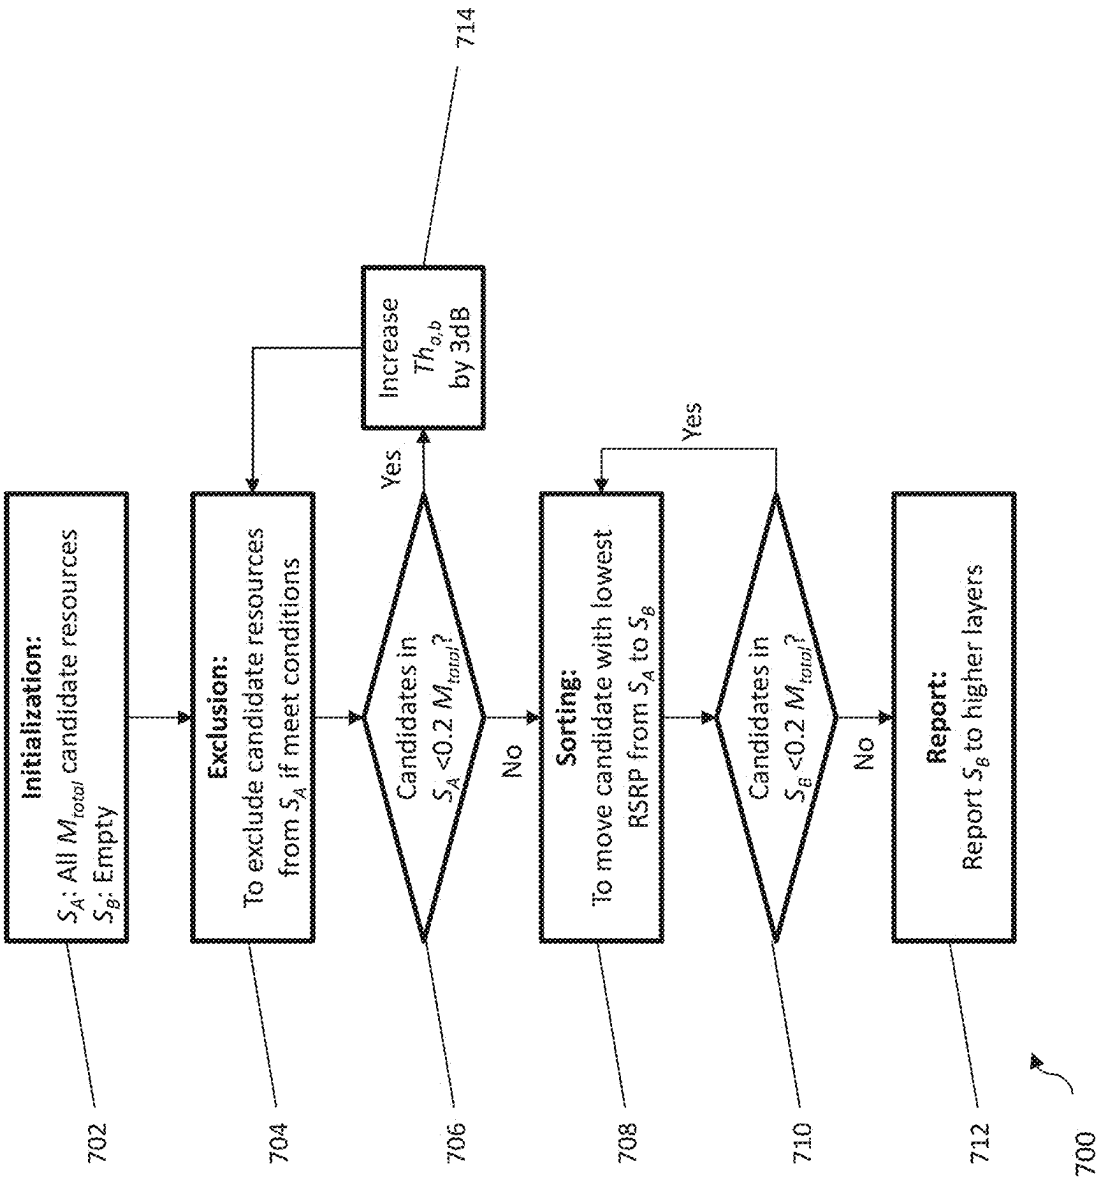 702
Initialization:
S_A: All M_total candidate resources
S_B: Empty
704
Exclusion:
To exclude candidate resources
from S_A if meet conditions
706
Candidates in
S_A <0.2 M_total?
Yes
No
Increase
Th_a,b
by 3dB
714
708
Sorting:
To move candidate with lowest
RSRP from S_A to S_B
710
Candidates in
S_B <0.2 M_total?
Yes
No
712
Report:
Report S_B to higher layers
700